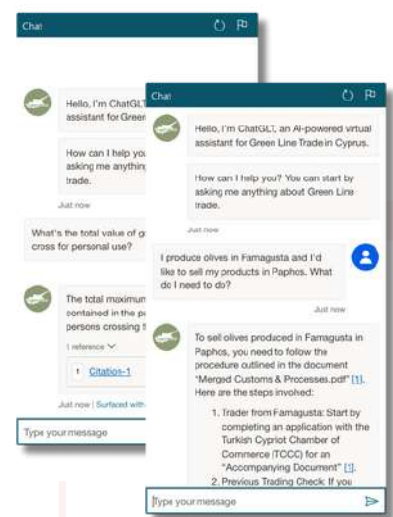 Chat
Hello, I'm ChatGLT
assistant for Green
How can I help you
asking me anything
trade.
Just now
What's the total value of g
cross for personal use?
The total maximum
contained in the pa
persons crossing t
1 reference
1 Citation-1
Just now | Surfaced with
Type your message
Chat
Hello, I'm ChatGLT, an AI-powered virtual
assistant for Green Line Trade in Cyprus.
How can I help you? You can start by
asking me anything about Green Line
trade.
Just now
I produce olives in Famagusta and I'd
like to sell my products in Paphos. What
do I need to do?
Just now
To sell olives produced in Famagusta in
Paphos, you need to follow the
procedure outlined in the document
"Merged Customs & Processes.pdf" [1].
Here are the steps involved:
1. Trader from Famagusta: Start by
completing an application with the
Turkish Cypriot Chamber of
Commerce (TCCC) for an
"Accompanying Document" [1].
2. Previous Trading Check: If you
Type your message